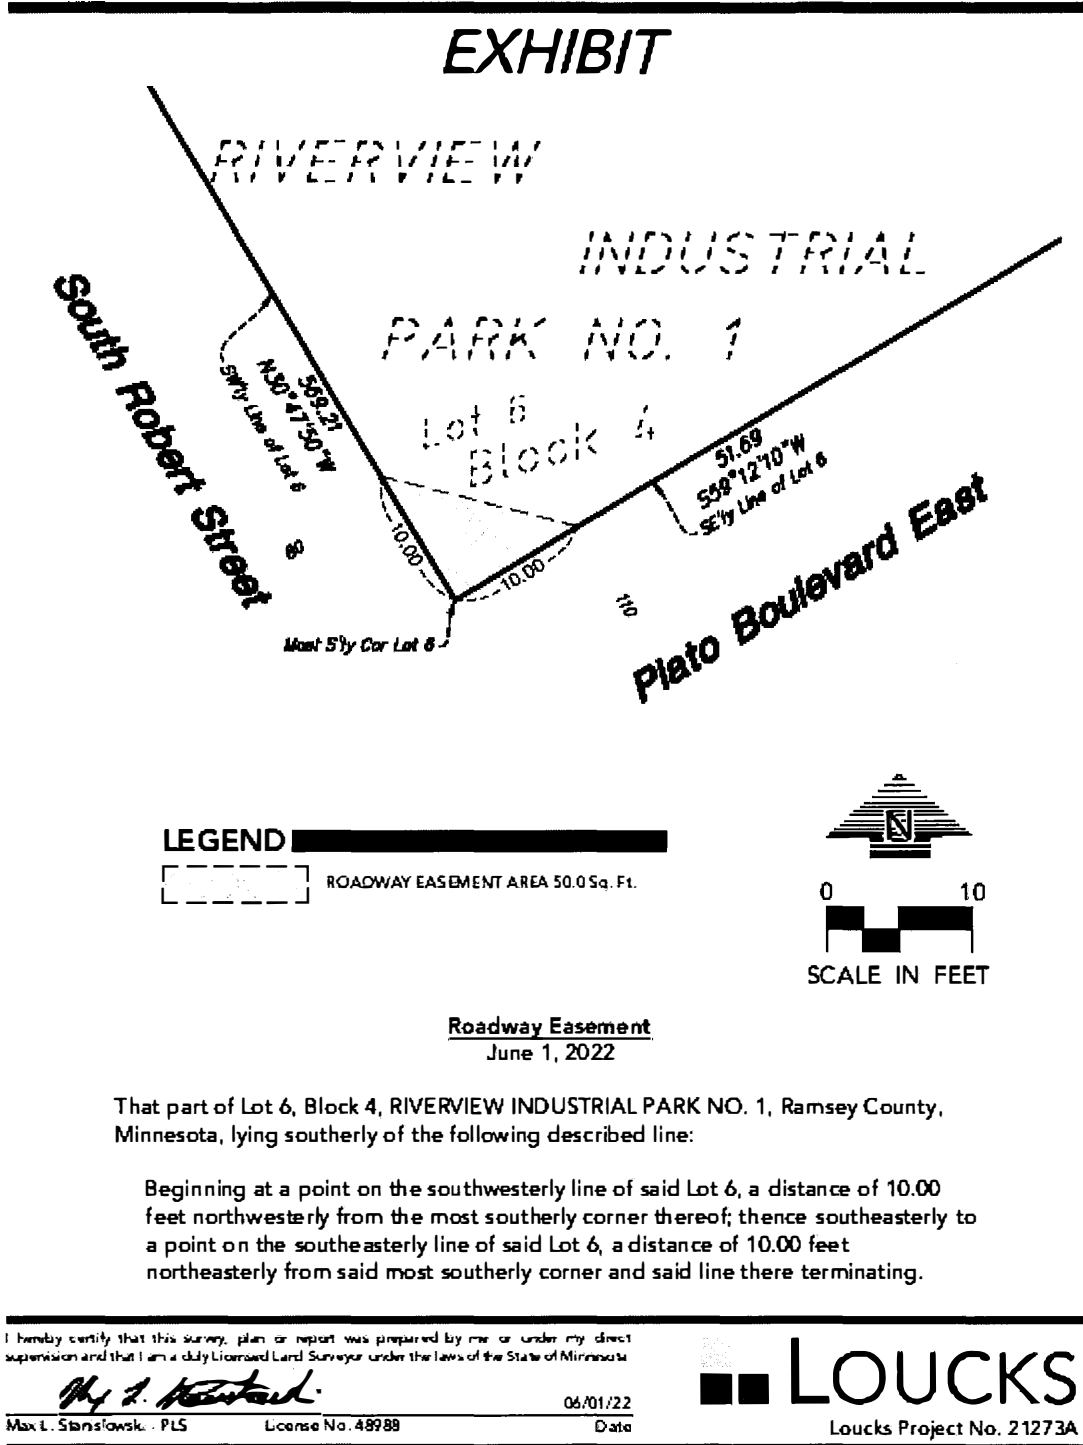 EXHIBIT
RIVERVIEW
INDUSTRIAL
PARK NO. 1
Lot 6
Block 4
South Robert Street
569.21
N30°47'50"W
SW'ly Line of Lot 6
51.69
S59°12'10"W
SE'ly Line of Lot 6
10.00
10.00
80
110
Plato Boulevard East
Most S'ly Cor Lot 6
LEGEND
ROADWAY EASEMENT AREA 50.0 Sq. Ft.
N
0 10
SCALE IN FEET
Roadway Easement
June 1, 2022
That part of Lot 6, Block 4, RIVERVIEW INDUSTRIAL PARK NO. 1, Ramsey County,
Minnesota, lying southerly of the following described line:
Beginning at a point on the southwesterly line of said Lot 6, a distance of 10.00
feet northwesterly from the most southerly corner thereof; thence southeasterly to
a point on the southeasterly line of said Lot 6, a distance of 10.00 feet
northeasterly from said most southerly corner and said line there terminating.
I hereby certify that this survey, plan or report was prepared by me or under my direct
supervision and that I am a duly Licensed Land Surveyor under the laws of the State of Minnesota
06/01/22
Max L. Stanislowski - PLS License No. 48988 Date
LOUCKS
Loucks Project No. 21273A